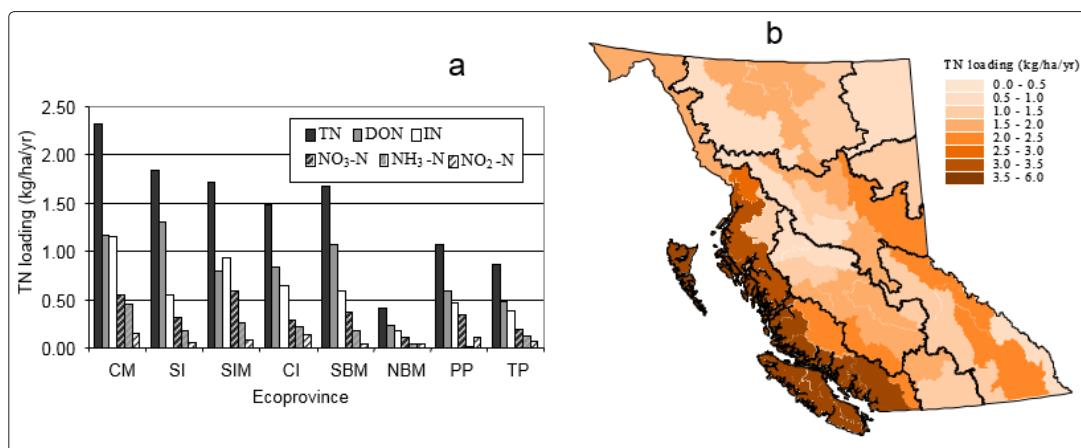 a
TN loading (kg/ha/yr)
2.50
2.00
1.50
1.00
0.50
0.00
TN DON IN
NO₃-N NH₃-N NO₂-N
CM SI SIM CI SBM NBM PP TP
Ecoprovince
b
TN loading (kg/ha/yr)
0.0 - 0.5
0.5 - 1.0
1.0 - 1.5
1.5 - 2.0
2.0 - 2.5
2.5 - 3.0
3.0 - 3.5
3.5 - 6.0